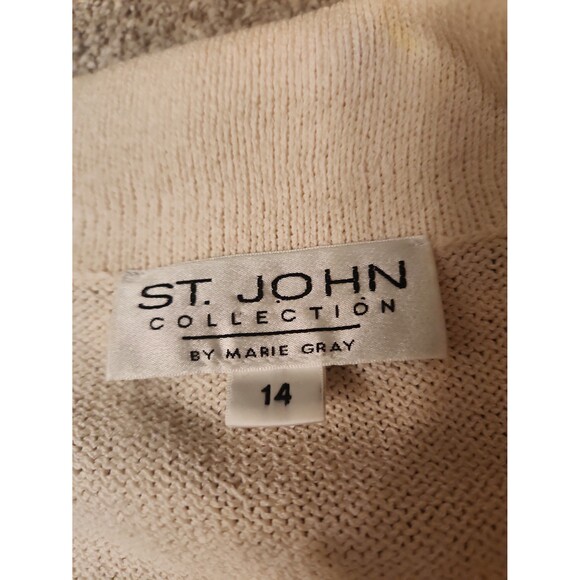 ST. JOHN
COLLECTION
BY MARIE GRAY
14